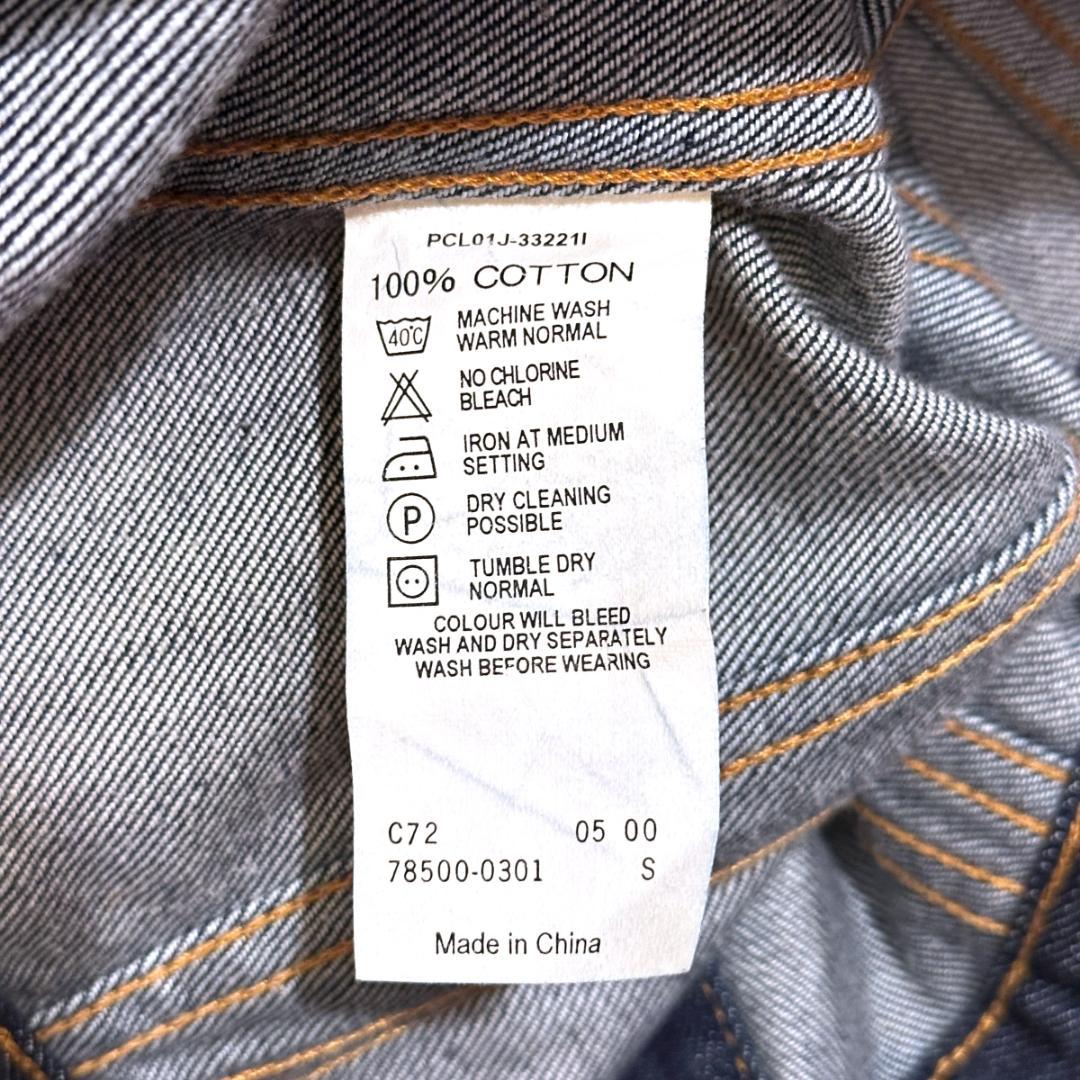 PCL01J-33221I
100% COTTON
40°C
MACHINE WASH
WARM NORMAL
NO CHLORINE
BLEACH
IRON AT MEDIUM
SETTING
P
DRY CLEANING
POSSIBLE
TUMBLE DRY
NORMAL
COLOUR WILL BLEED
WASH AND DRY SEPARATELY
WASH BEFORE WEARING
C72 05 00
78500-0301 S
Made in China